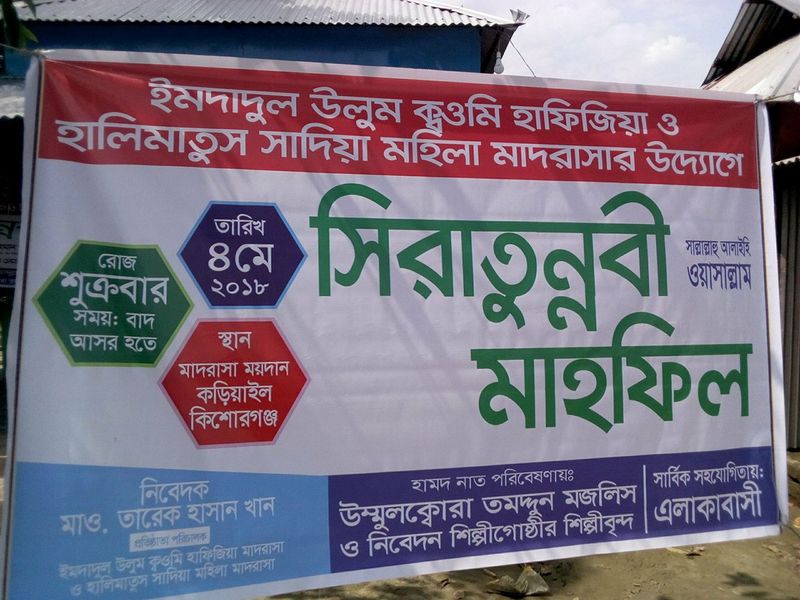 ইমদাদুল উলুম ক্বওমি হাফিজিয়া ও
হালিমাতুস সাদিয়া মহিলা মাদরাসার উদ্যোগে
তারিখ
৪মে
২০১৮
রোজ
শুক্রবার
সময়: বাদ
আসর হতে
স্থান
মাদরাসা ময়দান
কড়িয়াইল
কিশোরগঞ্জ
সিরাতুন্নবী
সাল্লাল্লাহু আলাইহি
ওয়াসাল্লাম
মাহফিল
নিবেদক
মাও. তারেক হাসান খান
প্রতিষ্ঠাতা পরিচালক
ইমদাদুল উলুম ক্বওমি হাফিজিয়া মাদরাসা
ও হালিমাতুস সাদিয়া মহিলা মাদরাসা
হামদ নাত পরিবেষণায়ঃ
উম্মুলক্বোরা তমদ্দুন মজলিস
ও নিবেদন শিল্পীগোষ্ঠীর শিল্পীবৃন্দ
সার্বিক সহযোগিতায়:
এলাকাবাসী